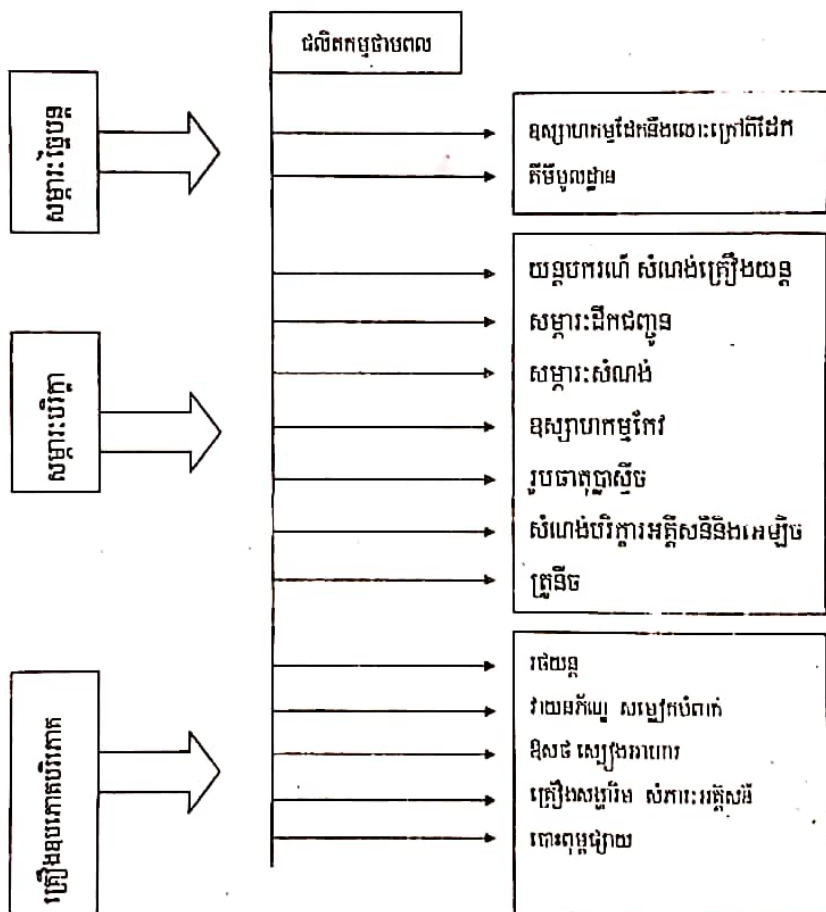 ផលិតកម្មថាមពល
សម្ភារៈច្នៃបន្ត
ឧស្សាហកម្មដែកនឹងលោះក្រៅពីដែក
គីមីមូលដ្ឋាន
សម្ភារៈបរិក្ខា
យន្តបករណ៍ សំណង់គ្រឿងយន្ត
សម្ភារៈដឹកជញ្ជូន
សម្ភារៈសំណង់
ឧស្សាហកម្មកែវ
រូបធាតុប្លាស្ទិច
សំណង់បរិក្ខារអគ្គីសនីនិងអេឡិច
ត្រូនីច
គ្រឿងឧបភោគបរិភោគ
រថយន្ត
វាយនភ័ណ្ឌ សម្លៀកបំពាក់
ឱសថ ស្បៀងអាហារ
គ្រឿងសង្ហារឹម សំភារៈអគ្គីសនី
បោះពុម្ពផ្សាយ